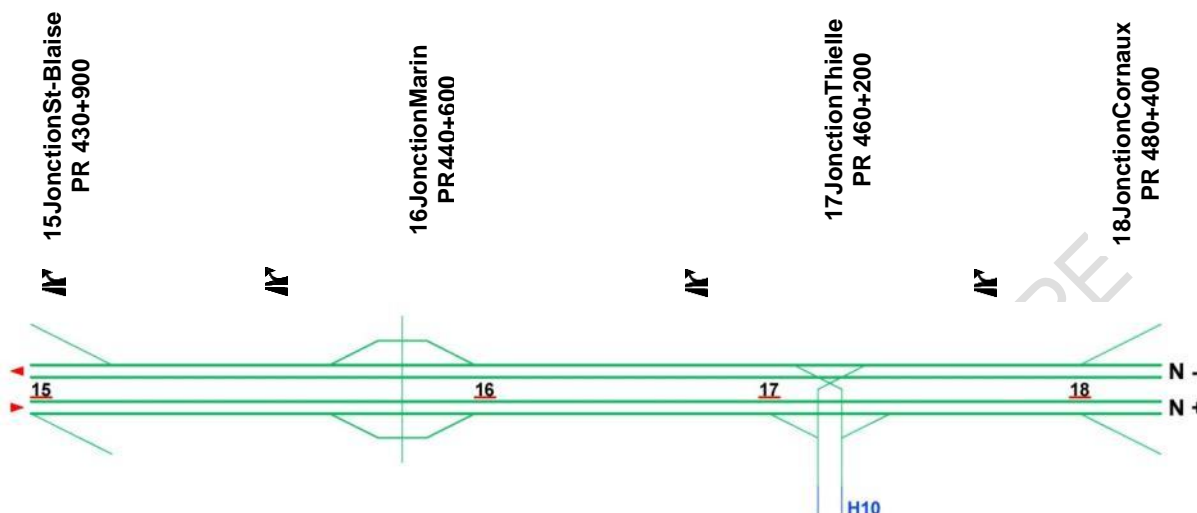 15JonctionSt-Blaise
PR 430+900
16JonctionMarin
PR440+600
17JonctionThielle
PR 460+200
18JonctionCornaux
PR 480+400
RE
N -
15
16
17
18
N +
H10